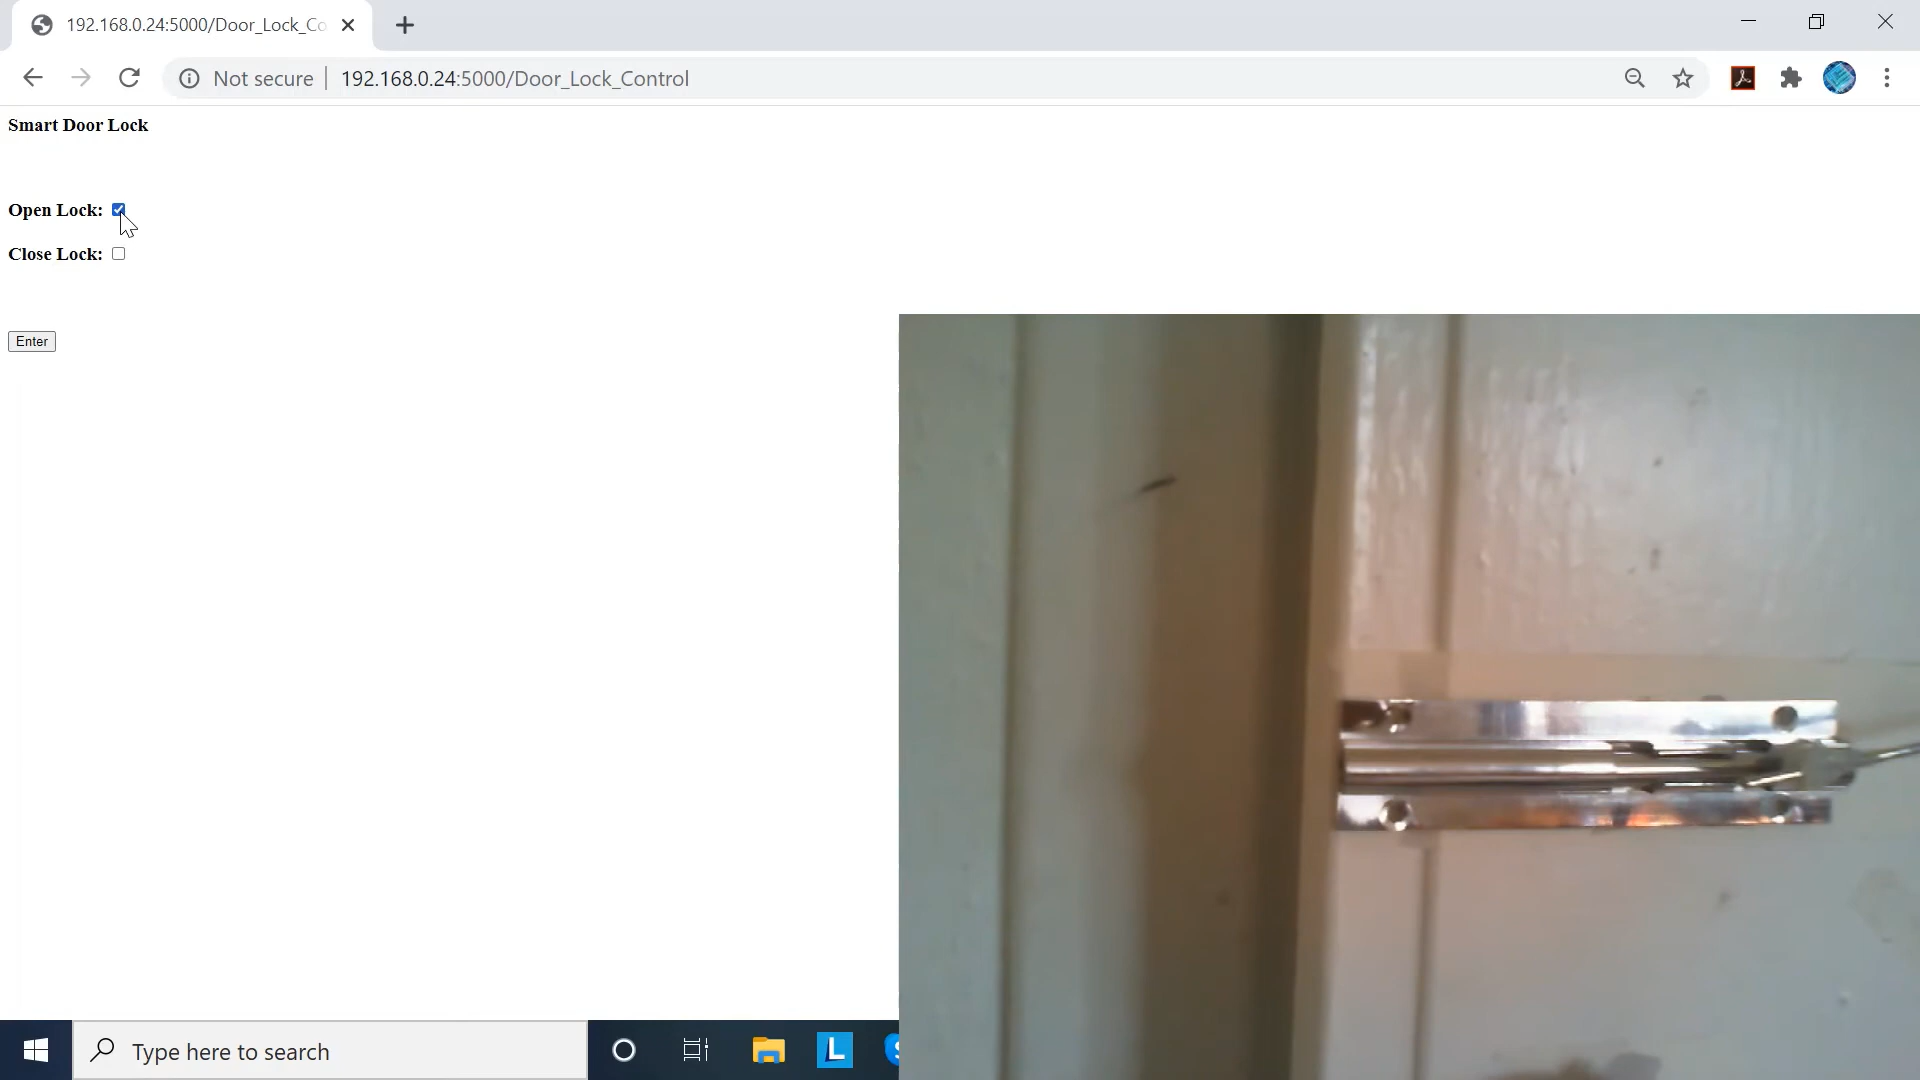 192.168.0.24:5000/Door_Lock_Co
Not secure
192.168.0.24:5000/Door_Lock_Control
Smart Door Lock
Open Lock:
Close Lock:
Enter
Type here to search
L
S